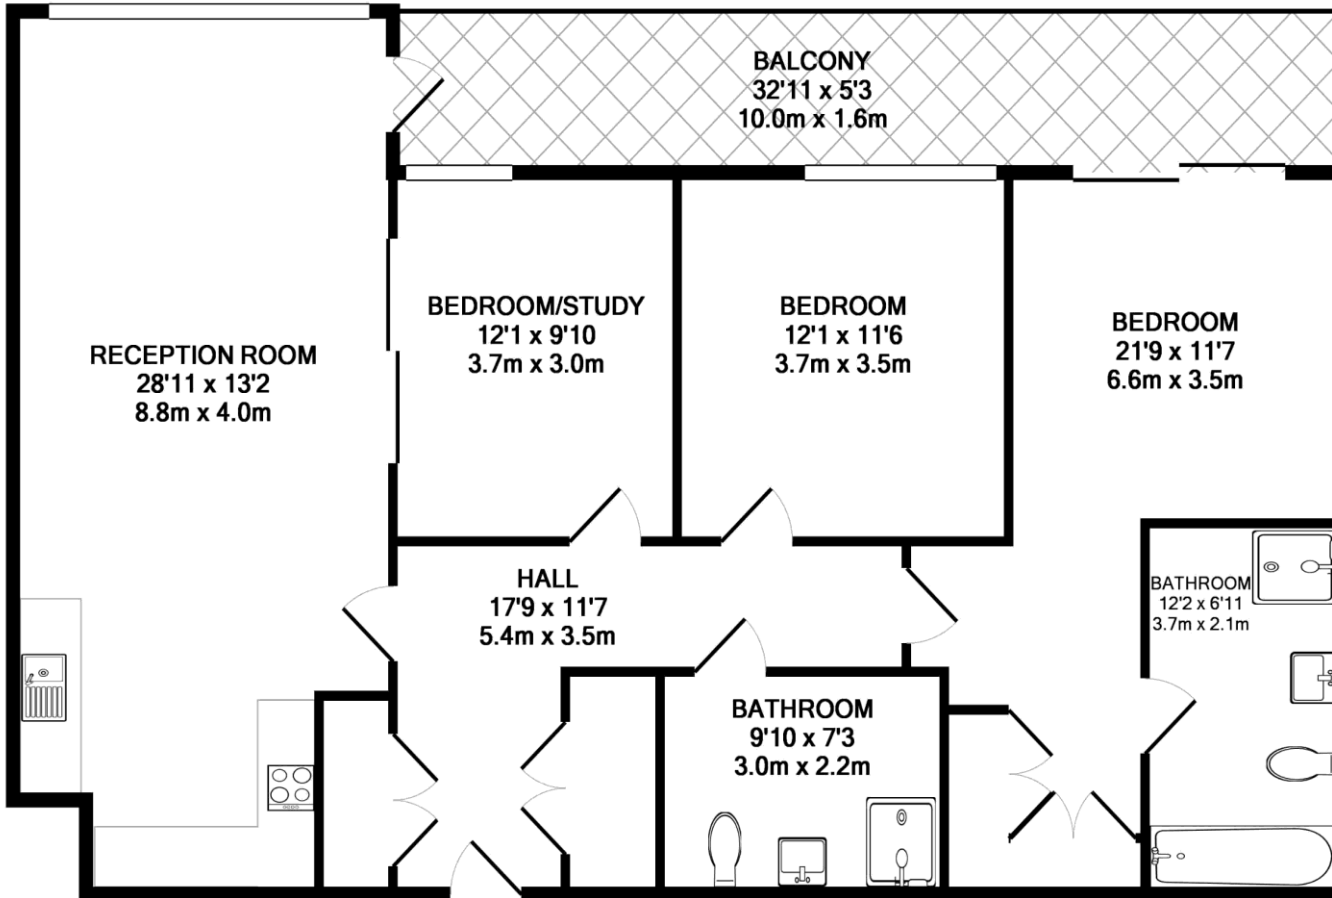 BALCONY
32'11 x 5'3
10.0m x 1.6m
BEDROOM/STUDY
12'1 x 9'10
3.7m x 3.0m
BEDROOM
12'1 x 11'6
3.7m x 3.5m
BEDROOM
21'9 x 11'7
6.6m x 3.5m
RECEPTION ROOM
28'11 x 13'2
8.8m x 4.0m
HALL
17'9 x 11'7
5.4m x 3.5m
BATHROOM
12'2 x 6'11
3.7m x 2.1m
BATHROOM
9'10 x 7'3
3.0m x 2.2m